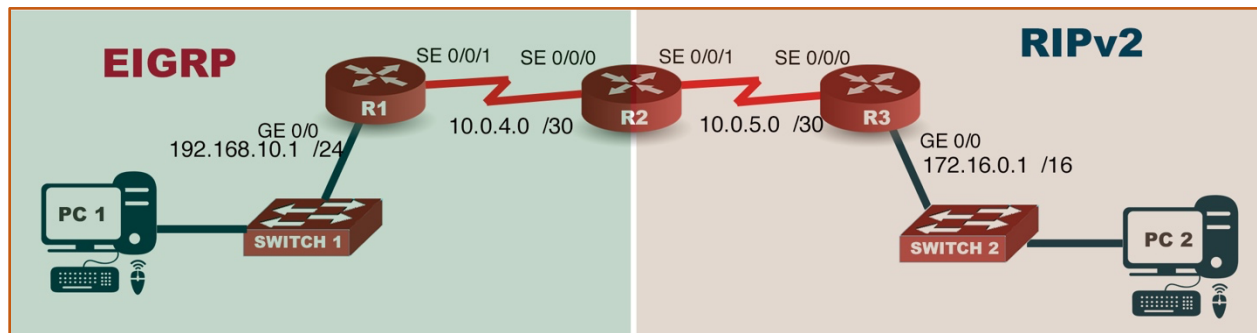 EIGRP
RIPv2
SE 0/0/1
SE 0/0/0
SE 0/0/1
SE 0/0/0
R1
R2
R3
10.0.4.0 /30
10.0.5.0 /30
GE 0/0
192.168.10.1 /24
GE 0/0
172.16.0.1 /16
PC 1
SWITCH 1
SWITCH 2
PC 2